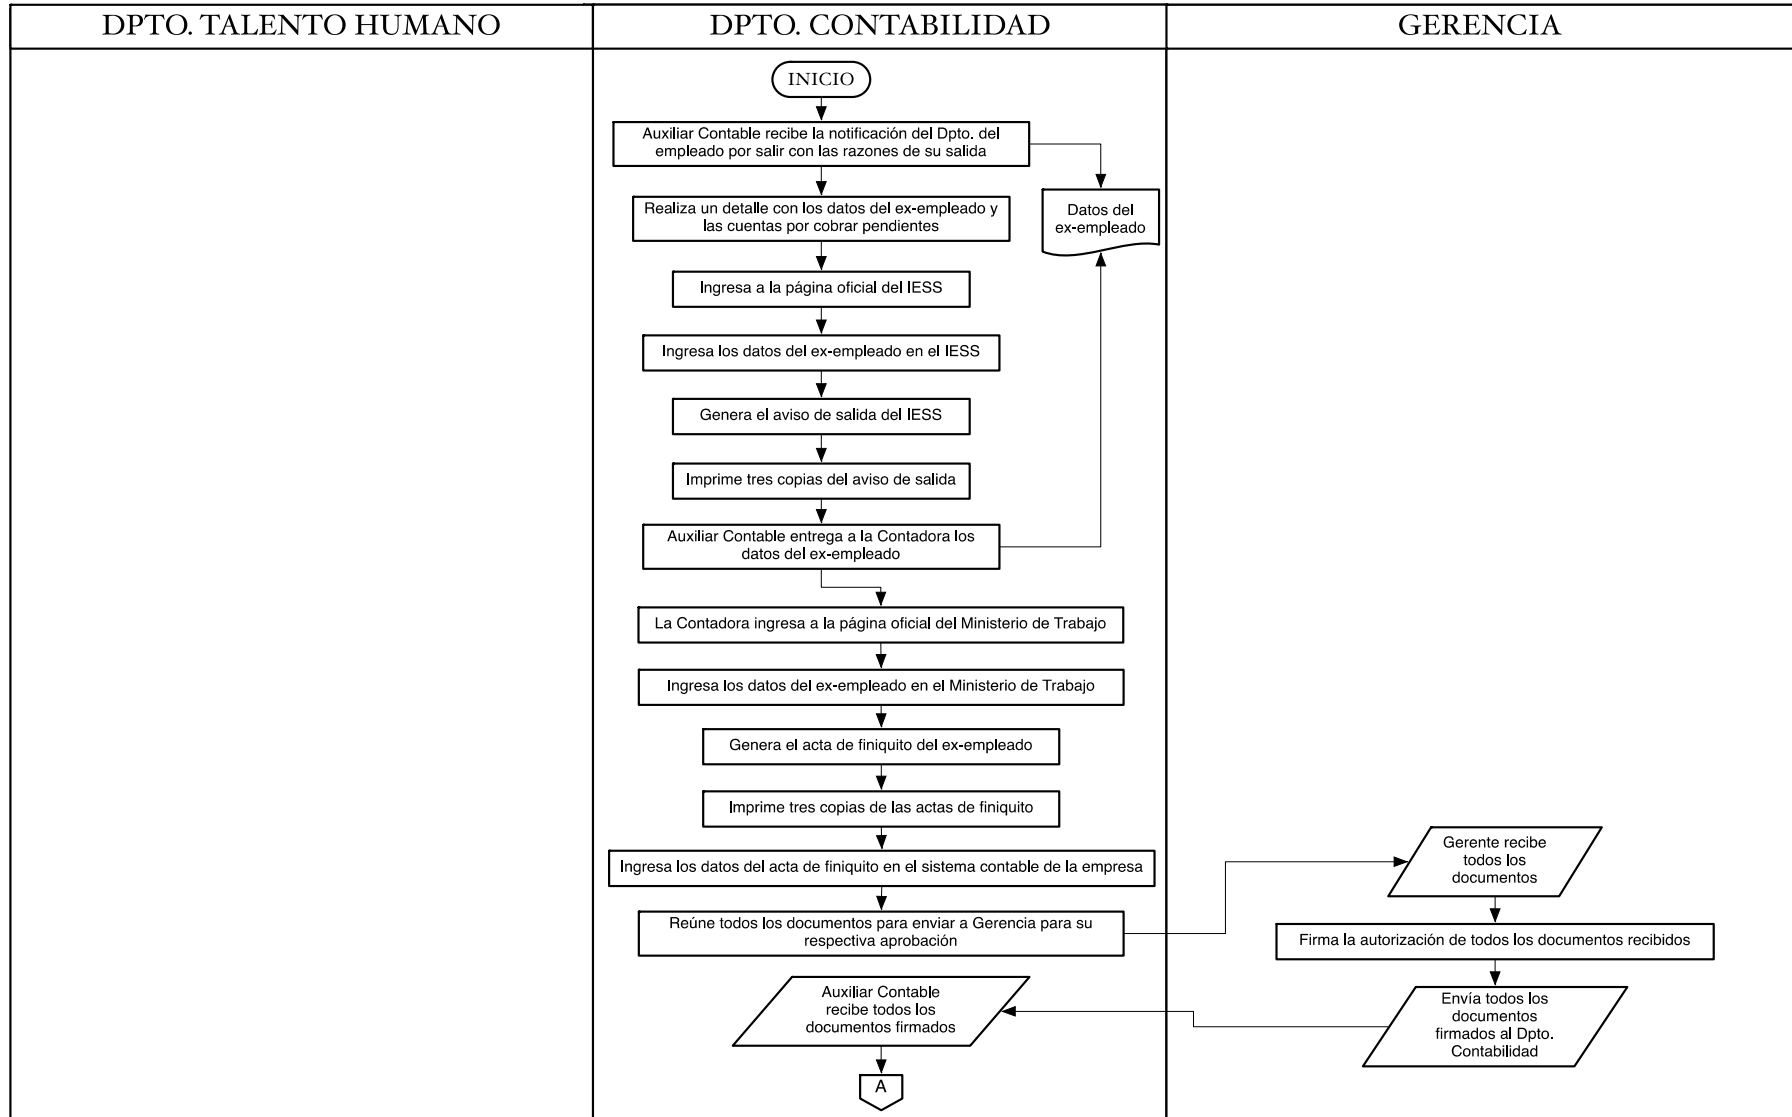 DPTO. TALENTO HUMANO
DPTO. CONTABILIDAD
GERENCIA
INICIO
Auxiliar Contable recibe la notificación del Dpto. del
empleado por salir con las razones de su salida
Realiza un detalle con los datos del ex-empleado y
las cuentas por cobrar pendientes
Datos del
ex-empleado
Ingresa a la página oficial del IESS
Ingresa los datos del ex-empleado en el IESS
Genera el aviso de salida del IESS
Imprime tres copias del aviso de salida
Auxiliar Contable entrega a la Contadora los
datos del ex-empleado
La Contadora ingresa a la página oficial del Ministerio de Trabajo
Ingresa los datos del ex-empleado en el Ministerio de Trabajo
Genera el acta de finiquito del ex-empleado
Imprime tres copias de las actas de finiquito
Ingresa los datos del acta de finiquito en el sistema contable de la empresa
Reúne todos los documentos para enviar a Gerencia para su
respectiva aprobación
Gerente recibe
todos los
documentos
Firma la autorización de todos los documentos recibidos
Envía todos los
documentos
firmados al Dpto.
Contabilidad
Auxiliar Contable
recibe todos los
documentos firmados
A